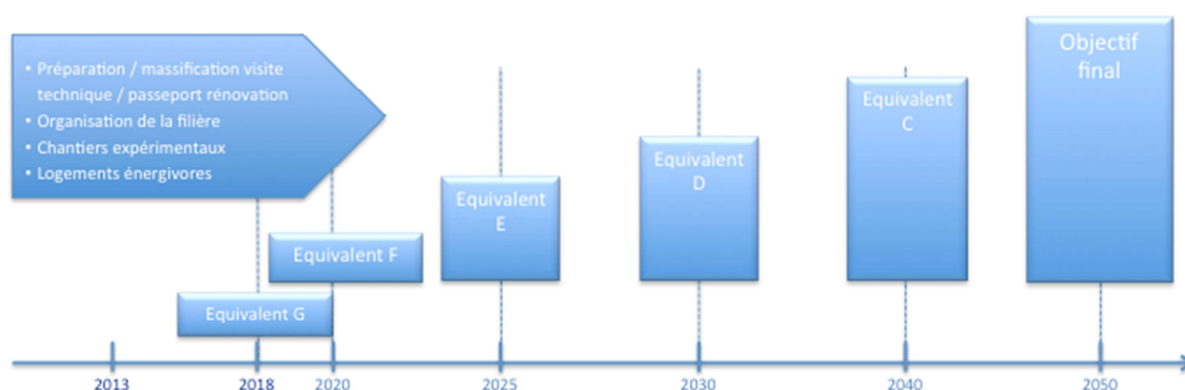 • Préparation / massification visite
technique / passeport rénovation
• Organisation de la filière
• Chantiers expérimentaux
• Logements énergivores
Equivalent G
Equivalent F
Equivalent
E
Equivalent
D
Equivalent
C
Objectif
final
2013
2018
2020
2025
2030
2040
2050